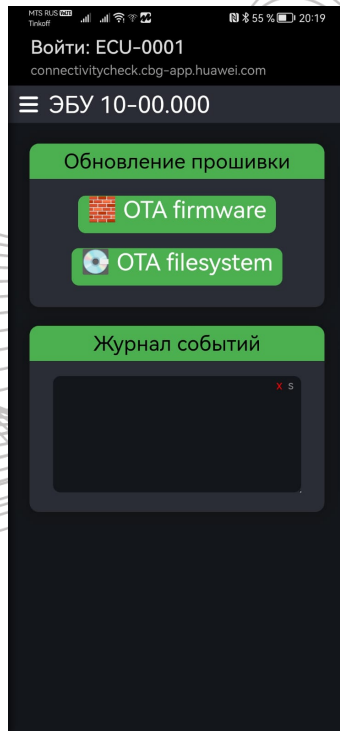 MTS RUS VoLTE
Tinkoff
55 % 20:19
Войти: ECU-0001
connectivitycheck.cbg-app.huawei.com
ЭБУ 10-00.000
Обновление прошивки
OTA firmware
OTA filesystem
Журнал событий
X S